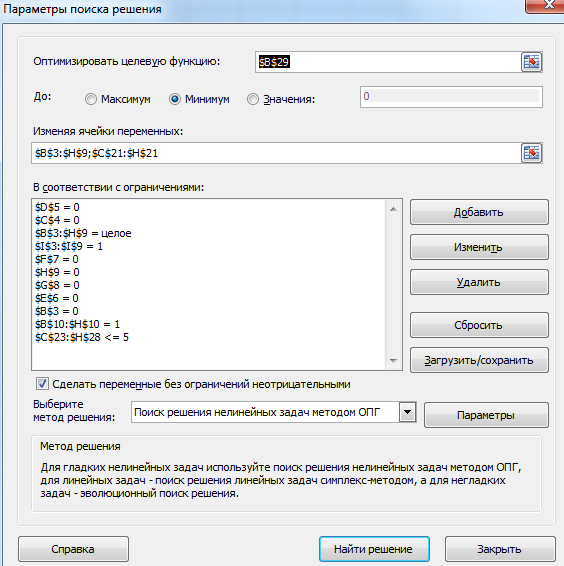 Параметры поиска решения
Оптимизировать целевую функцию: $B$29
До: Максимум Минимум Значения: 0
Изменяя ячейки переменных:
$B$3:$H$9;$C$21:$H$21
В соответствии с ограничениями:
$D$5 = 0
$C$4 = 0
$B$3:$H$9 = целое
$I$3:$I$9 = 1
$F$7 = 0
$H$9 = 0
$G$8 = 0
$E$6 = 0
$B$3 = 0
$B$10:$H$10 = 1
$C$23:$H$28 <= 5
Добавить
Изменить
Удалить
Сбросить
Загрузить/сохранить
Сделать переменные без ограничений неотрицательными
Выберите
метод решения: Поиск решения нелинейных задач методом ОПГ Параметры
Метод решения
Для гладких нелинейных задач используйте поиск решения нелинейных задач методом ОПГ,
для линейных задач - поиск решения линейных задач симплекс-методом, а для негладких
задач - эволюционный поиск решения.
Справка Найти решение Закрыть